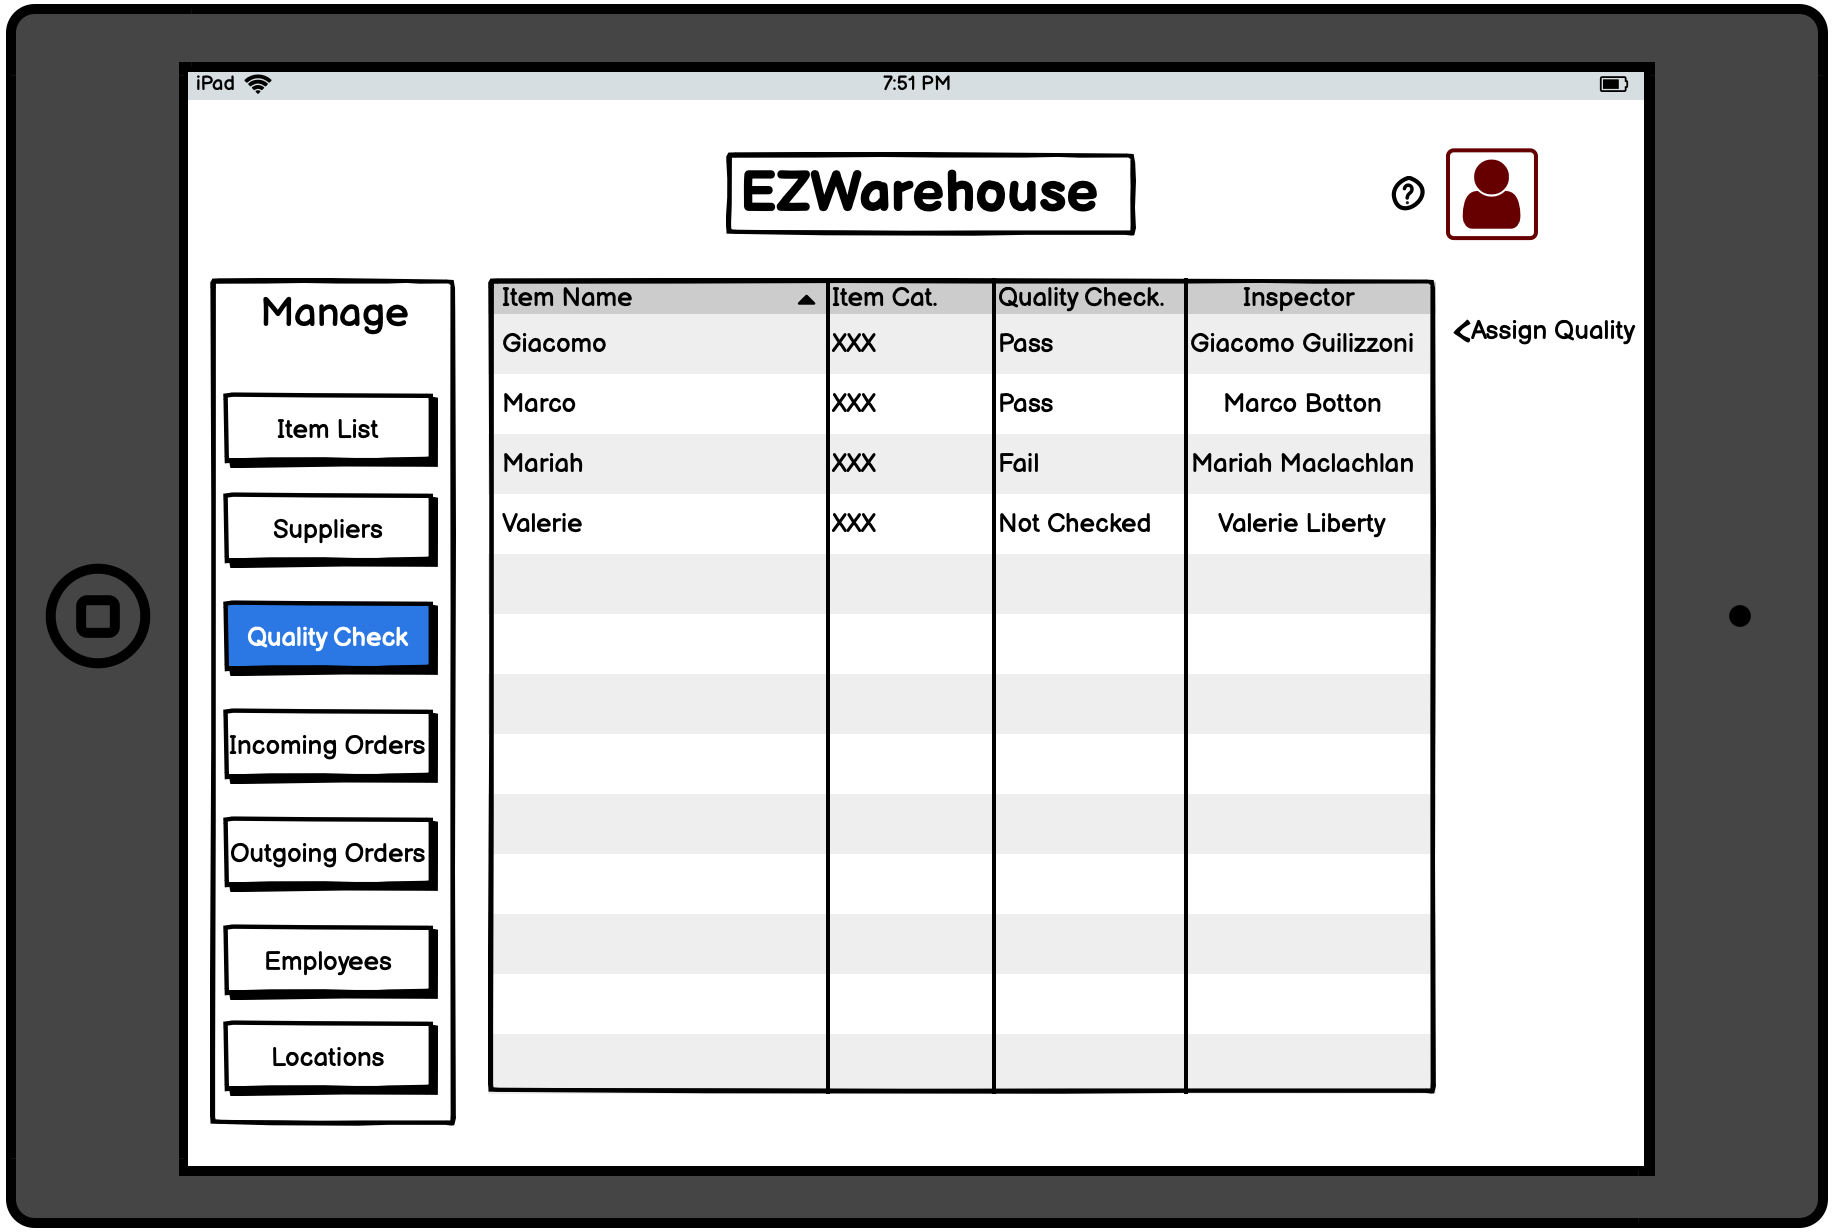 iPad
7:51 PM
EZWarehouse
?
Manage
Item List
Suppliers
Quality Check
Incoming Orders
Outgoing Orders
Employees
Locations
Item Name Item Cat. Quality Check. Inspector
Giacomo XXX Pass Giacomo Guilizzoni
Marco XXX Pass Marco Botton
Mariah XXX Fail Mariah Maclachlan
Valerie XXX Not Checked Valerie Liberty
<Assign Quality